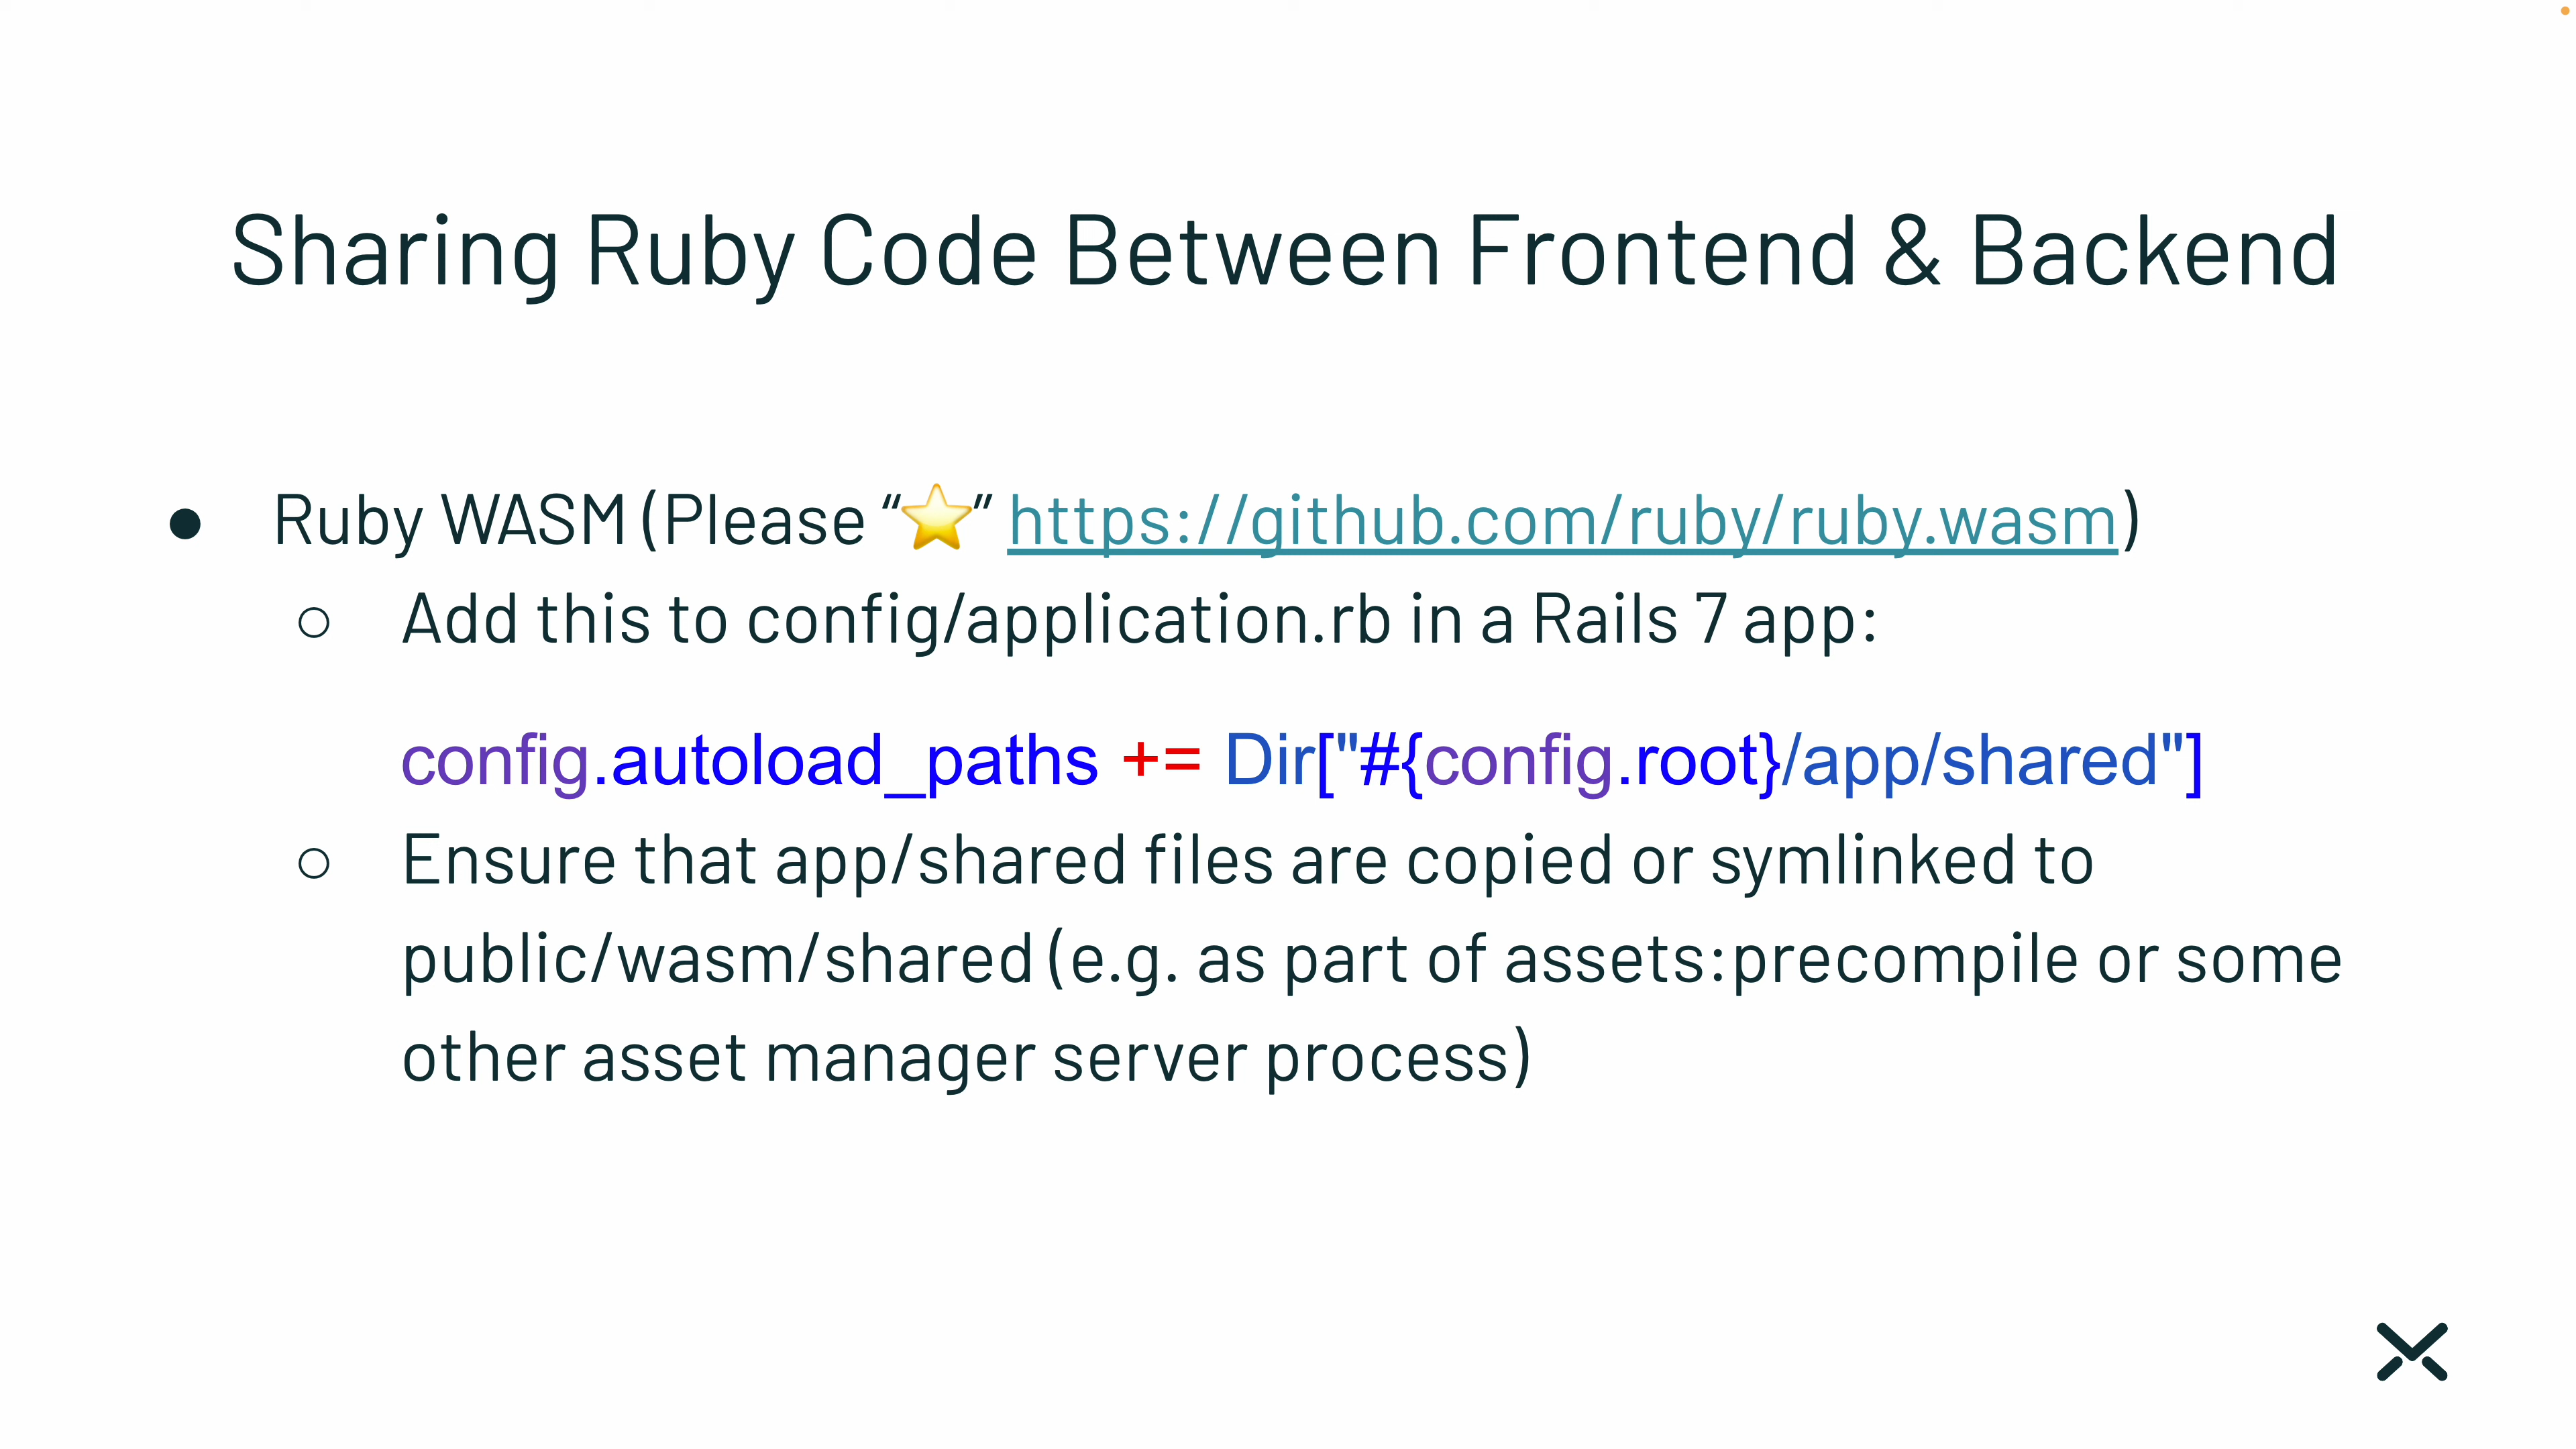 Sharing Ruby Code Between Frontend & Backend
● Ruby WASM (Please “⭐” https://github.com/ruby/ruby.wasm)
○ Add this to config/application.rb in a Rails 7 app:
config.autoload_paths += Dir["#{config.root}/app/shared"]
○ Ensure that app/shared files are copied or symlinked to
public/wasm/shared (e.g. as part of assets:precompile or some
other asset manager server process)